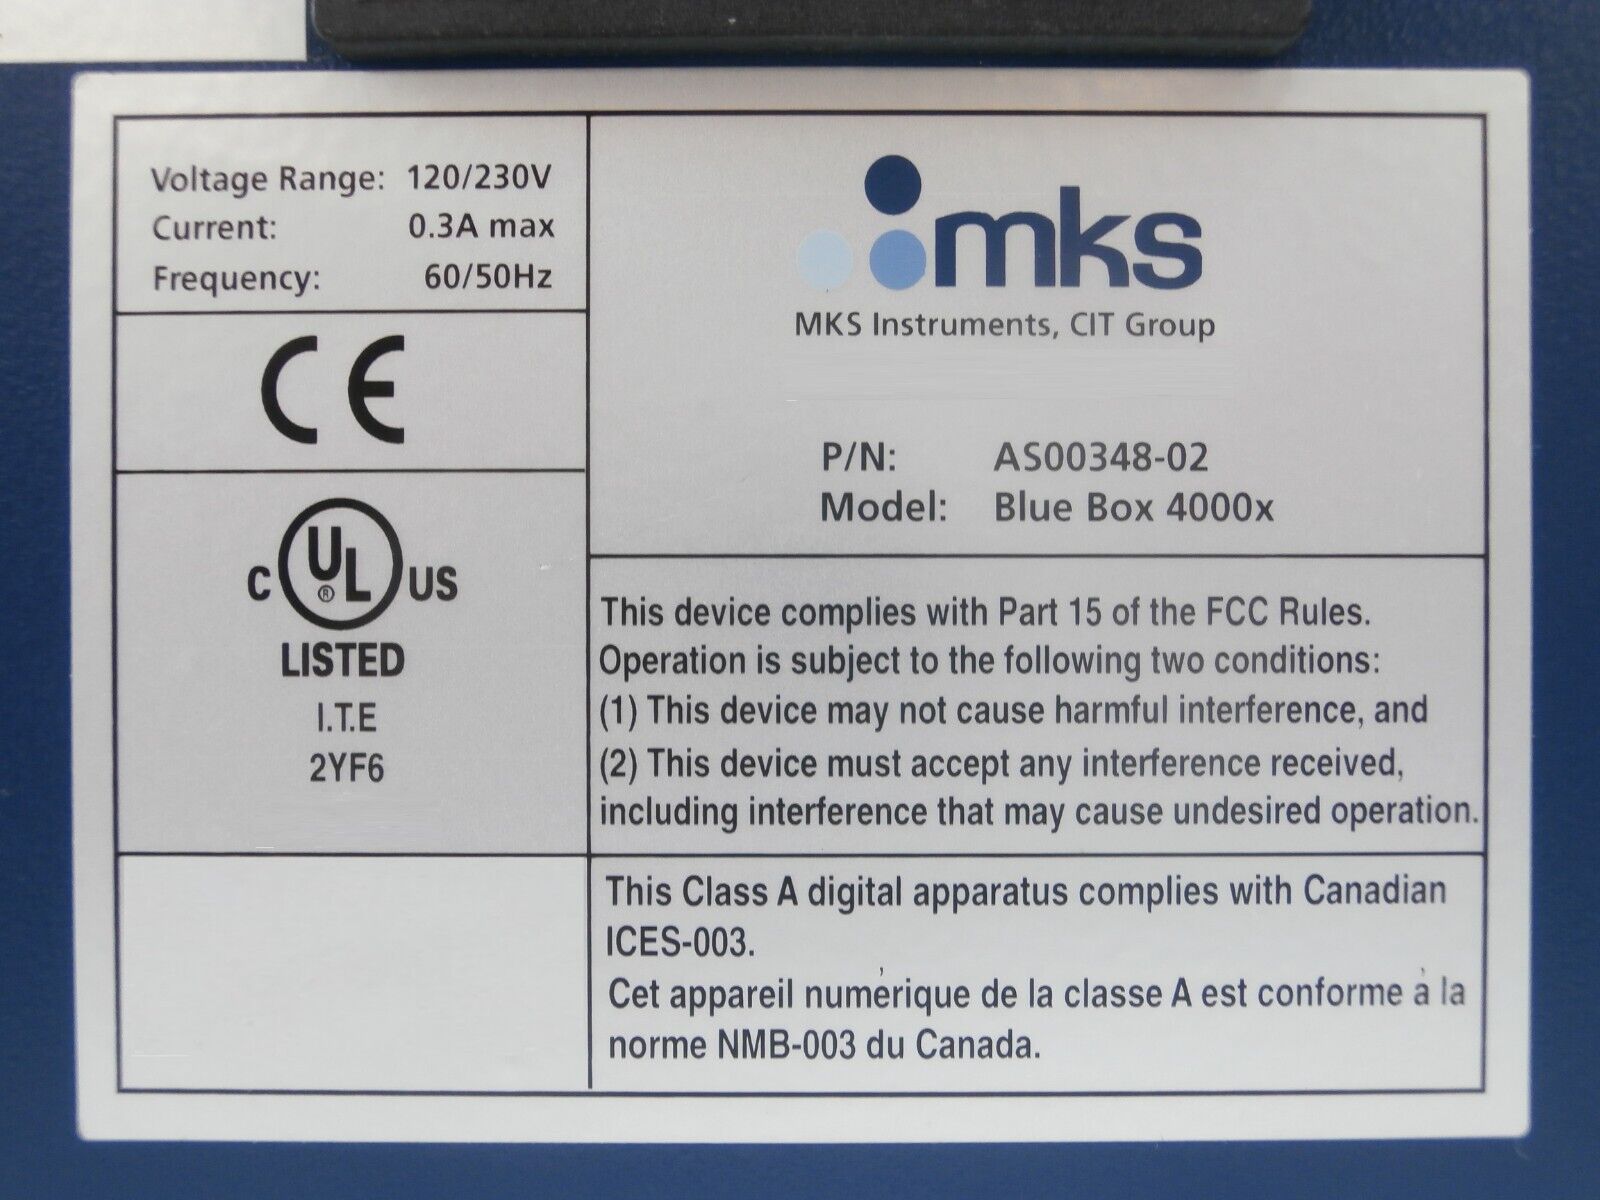 Voltage Range: 120/230V
Current: 0.3A max
Frequency: 60/50Hz
CE
C UL ® US
LISTED
I.T.E
2YF6
mks
MKS Instruments, CIT Group
P/N: AS00348-02
Model: Blue Box 4000x
This device complies with Part 15 of the FCC Rules.
Operation is subject to the following two conditions:
(1) This device may not cause harmful interference, and
(2) This device must accept any interference received,
including interference that may cause undesired operation.
This Class A digital apparatus complies with Canadian
ICES-003.
Cet appareil numérique de la classe A est conforme à la
norme NMB-003 du Canada.